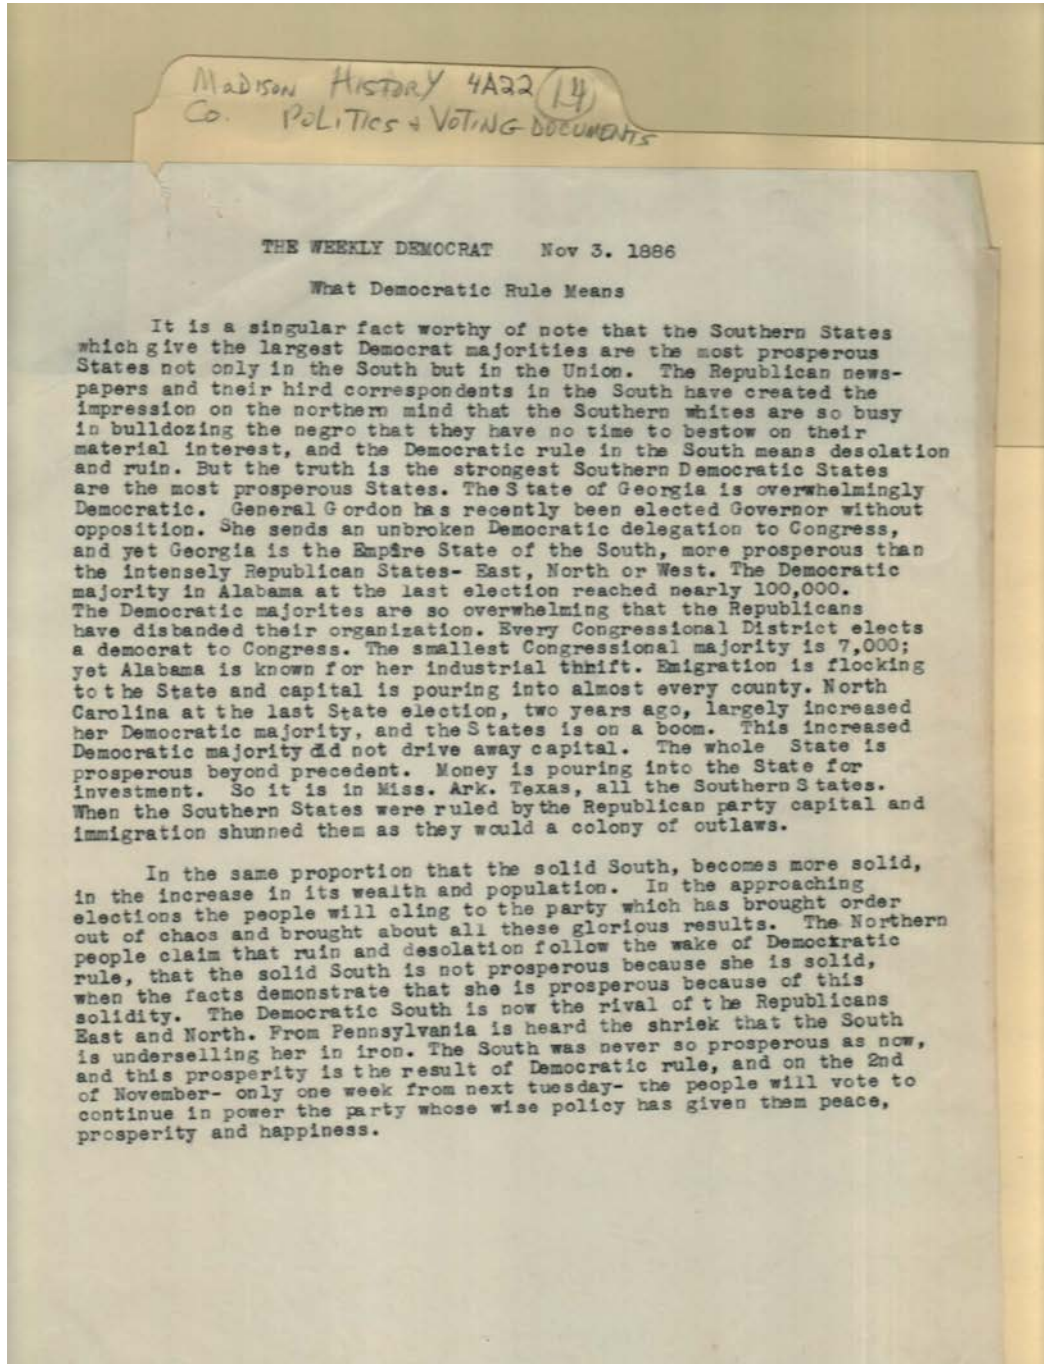 MADISON HISTORY 4A22 14
Co. POLITICS + VOTING DOCUMENTS
THE WEEKLY DEMOCRAT Nov 3. 1886
What Democratic Rule Means
It is a singular fact worthy of note that the Southern States
which give the largest Democrat majorities are the most prosperous
States not only in the South but in the Union. The Republican news-
papers and tneir hird correspondents in the South have created the
impression on the northern mind that the Southern whites are so busy
in bulldozing the negro that they have no time to bestow on their
material interest, and the Democratic rule in the South means desolation
and ruin. But the truth is the strongest Southern Democratic States
are the most prosperous States. The State of Georgia is overwhelmingly
Democratic. General Gordon has recently been elected Governor without
opposition. She sends an unbroken Democratic delegation to Congress,
and yet Georgia is the Empire State of the South, more prosperous than
the intensely Republican States- East, North or West. The Democratic
majority in Alabama at the last election reached nearly 100,000.
The Democratic majorites are so overwhelming that the Republicans
have disbanded their organization. Every Congressional District elects
a democrat to Congress. The smallest Congressional majority is 7,000;
yet Alabama is known for her industrial thrift. Emigration is flocking
to the State and capital is pouring into almost every county. North
Carolina at the last State election, two years ago, largely increased
her Democratic majority, and the States is on a boom. This increased
Democratic majority did not drive away capital. The whole State is
prosperous beyond precedent. Money is pouring into the State for
investment. So it is in Miss. Ark. Texas, all the Southern States.
When the Southern States were ruled by the Republican party capital and
immigration shunned them as they would a colony of outlaws.
In the same proportion that the solid South, becomes more solid,
in the increase in its wealth and population. In the approaching
elections the people will cling to the party which has brought order
out of chaos and brought about all these glorious results. The Northern
people claim that ruin and desolation follow the wake of Democratic
rule, that the solid South is not prosperous because she is solid,
when the facts demonstrate that she is prosperous because of this
solidity. The Democratic South is now the rival of the Republicans
East and North. From Pennsylvania is heard the shriek that the South
is underselling her in iron. The South was never so prosperous as now,
and this prosperity is the result of Democratic rule, and on the 2nd
of November- only one week from next tuesday- the people will vote to
continue in power the party whose wise policy has given them peace,
prosperity and happiness.